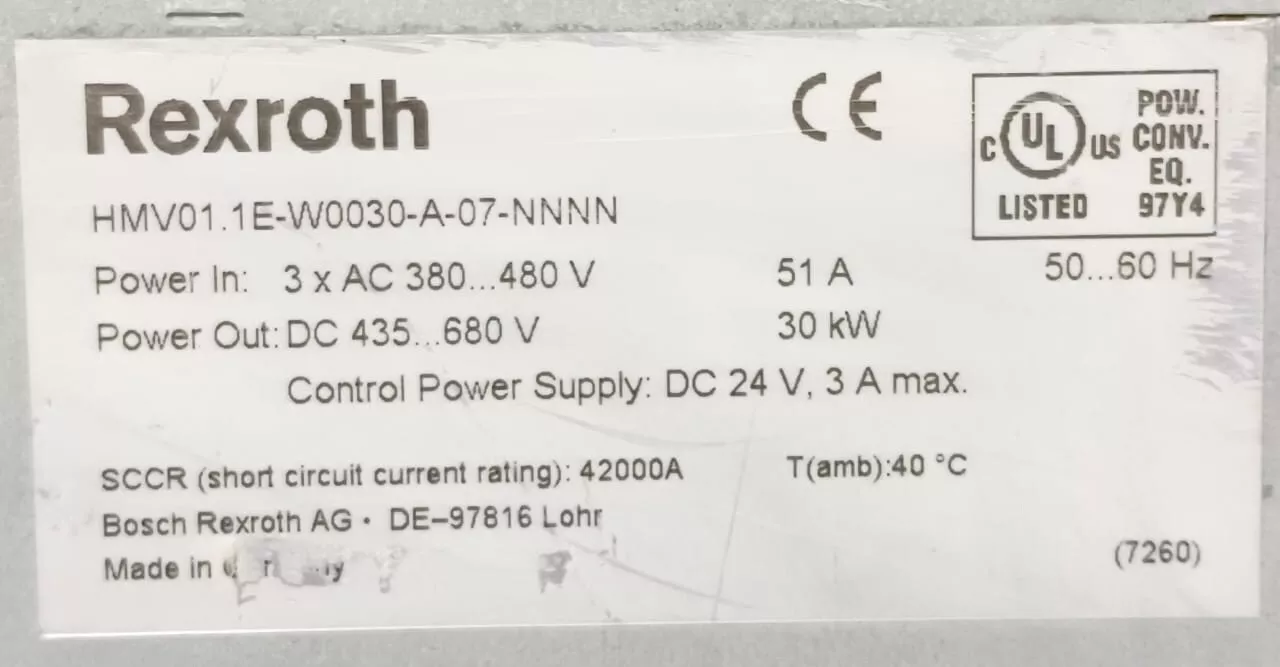 Rexroth
CE
C UL US
LISTED
POW.
CONV.
EQ.
97Y4
HMV01.1E-W0030-A-07-NNNN
Power In: 3 x AC 380...480 V 51 A 50...60 Hz
Power Out: DC 435...680 V 30 kW
Control Power Supply: DC 24 V, 3 A max.
SCCR (short circuit current rating): 42000A T(amb):40 °C
Bosch Rexroth AG • DE–97816 Lohr
Made in
(7260)